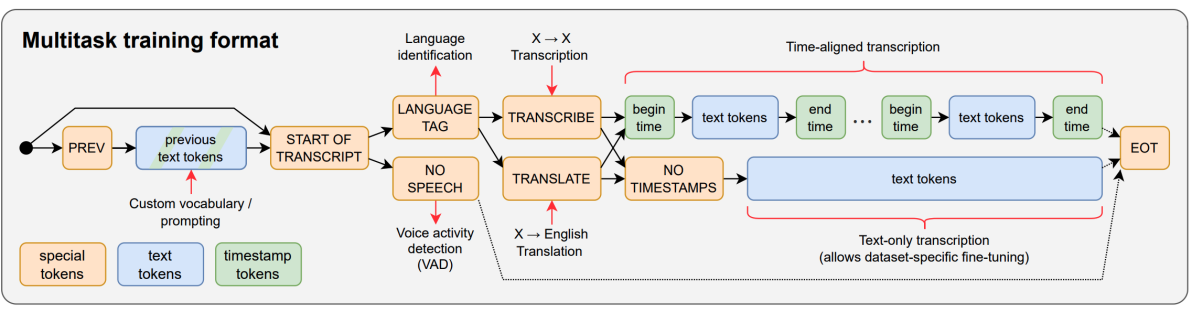 Multitask training format
Language
identification
X → X
Transcription
Time-aligned transcription
PREV
previous
text tokens
START OF
TRANSCRIPT
LANGUAGE
TAG
NO
SPEECH
TRANSCRIBE
TRANSLATE
begin
time
text tokens
end
time
...
begin
time
text tokens
end
time
NO
TIMESTAMPS
text tokens
EOT
Custom vocabulary /
prompting
Voice activity
detection
(VAD)
X → English
Translation
Text-only transcription
(allows dataset-specific fine-tuning)
special
tokens
text
tokens
timestamp
tokens